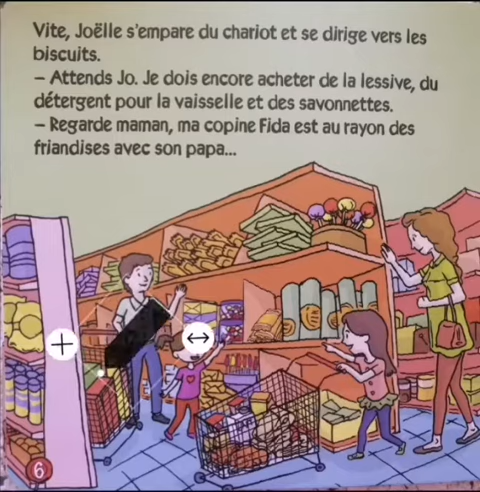 Vite, Joëlle s'empare du chariot et se dirige vers les
biscuits.
– Attends Jo. Je dois encore acheter de la lessive, du
détergent pour la vaisselle et des savonnettes.
– Regarde maman, ma copine Fida est au rayon des
friandises avec son papa...
6